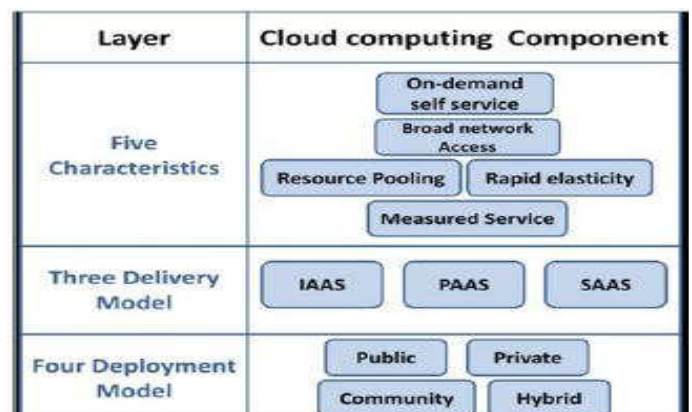 Layer
Cloud computing Component
Five
Characteristics
On-demand
self service
Broad network
Access
Resource Pooling
Rapid elasticity
Measured Service
Three Delivery
Model
IAAS
PAAS
SAAS
Four Deployment
Model
Public
Private
Community
Hybrid